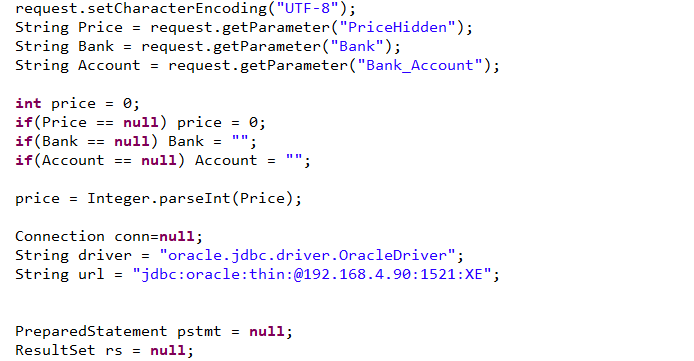 request.setCharacterEncoding("UTF-8");
String Price = request.getParameter("PriceHidden");
String Bank = request.getParameter("Bank");
String Account = request.getParameter("Bank_Account");
int price = 0;
if(Price == null) price = 0;
if(Bank == null) Bank = "";
if(Account == null) Account = "";
price = Integer.parseInt(Price);
Connection conn=null;
String driver = "oracle.jdbc.driver.OracleDriver";
String url = "jdbc:oracle:thin:@192.168.4.90:1521:XE";
PreparedStatement pstmt = null;
ResultSet rs = null;